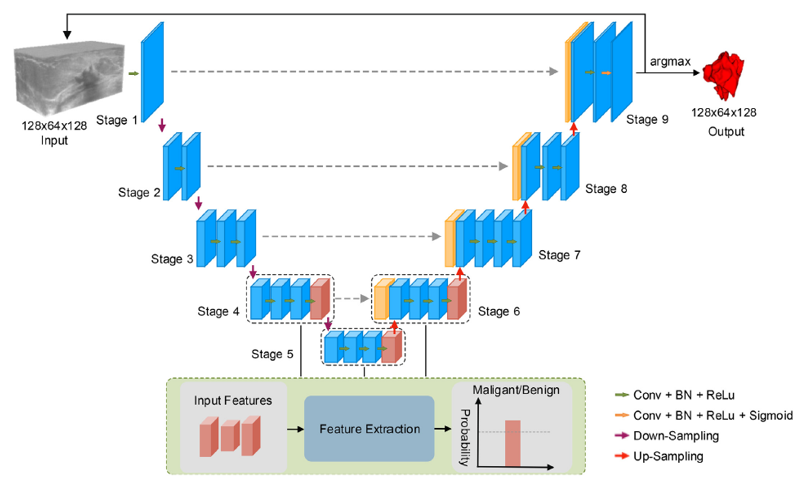 argmax
128x64x128
Input
Stage 1
Stage 9
128x64x128
Output
Stage 2
Stage 8
Stage 3
Stage 7
Stage 4
Stage 6
Stage 5
Input Features
Feature Extraction
Maligant/Benign
Probability
Conv + BN + ReLu
Conv + BN + ReLu + Sigmoid
Down-Sampling
Up-Sampling